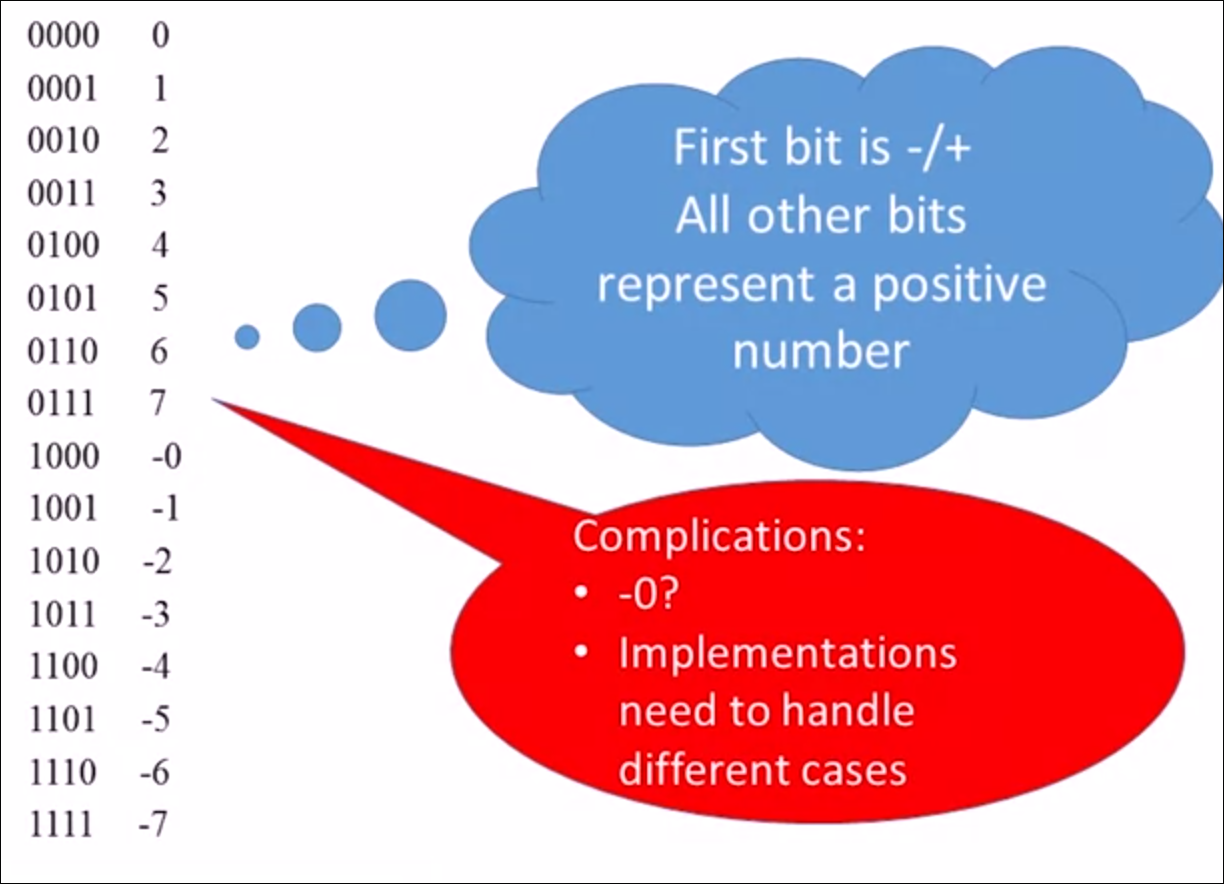 0000 0
0001 1
0010 2
0011 3
0100 4
0101 5
0110 6
0111 7
1000 -0
1001 -1
1010 -2
1011 -3
1100 -4
1101 -5
1110 -6
1111 -7
First bit is -/+
All other bits
represent a positive
number
Complications:
• -0?
• Implementations
need to handle
different cases